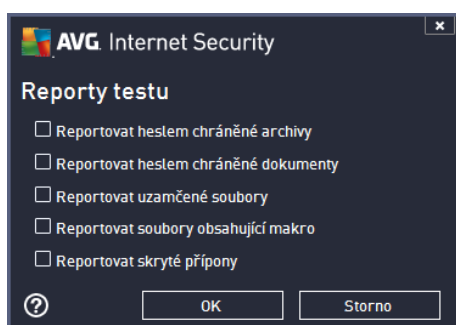 AVG. Internet Security
Reporty testu
Reportovat heslem chráněné archivy
Reportovat heslem chráněné dokumenty
Reportovat uzamčené soubory
Reportovat soubory obsahující makro
Reportovat skryté přípony
OK
Storno